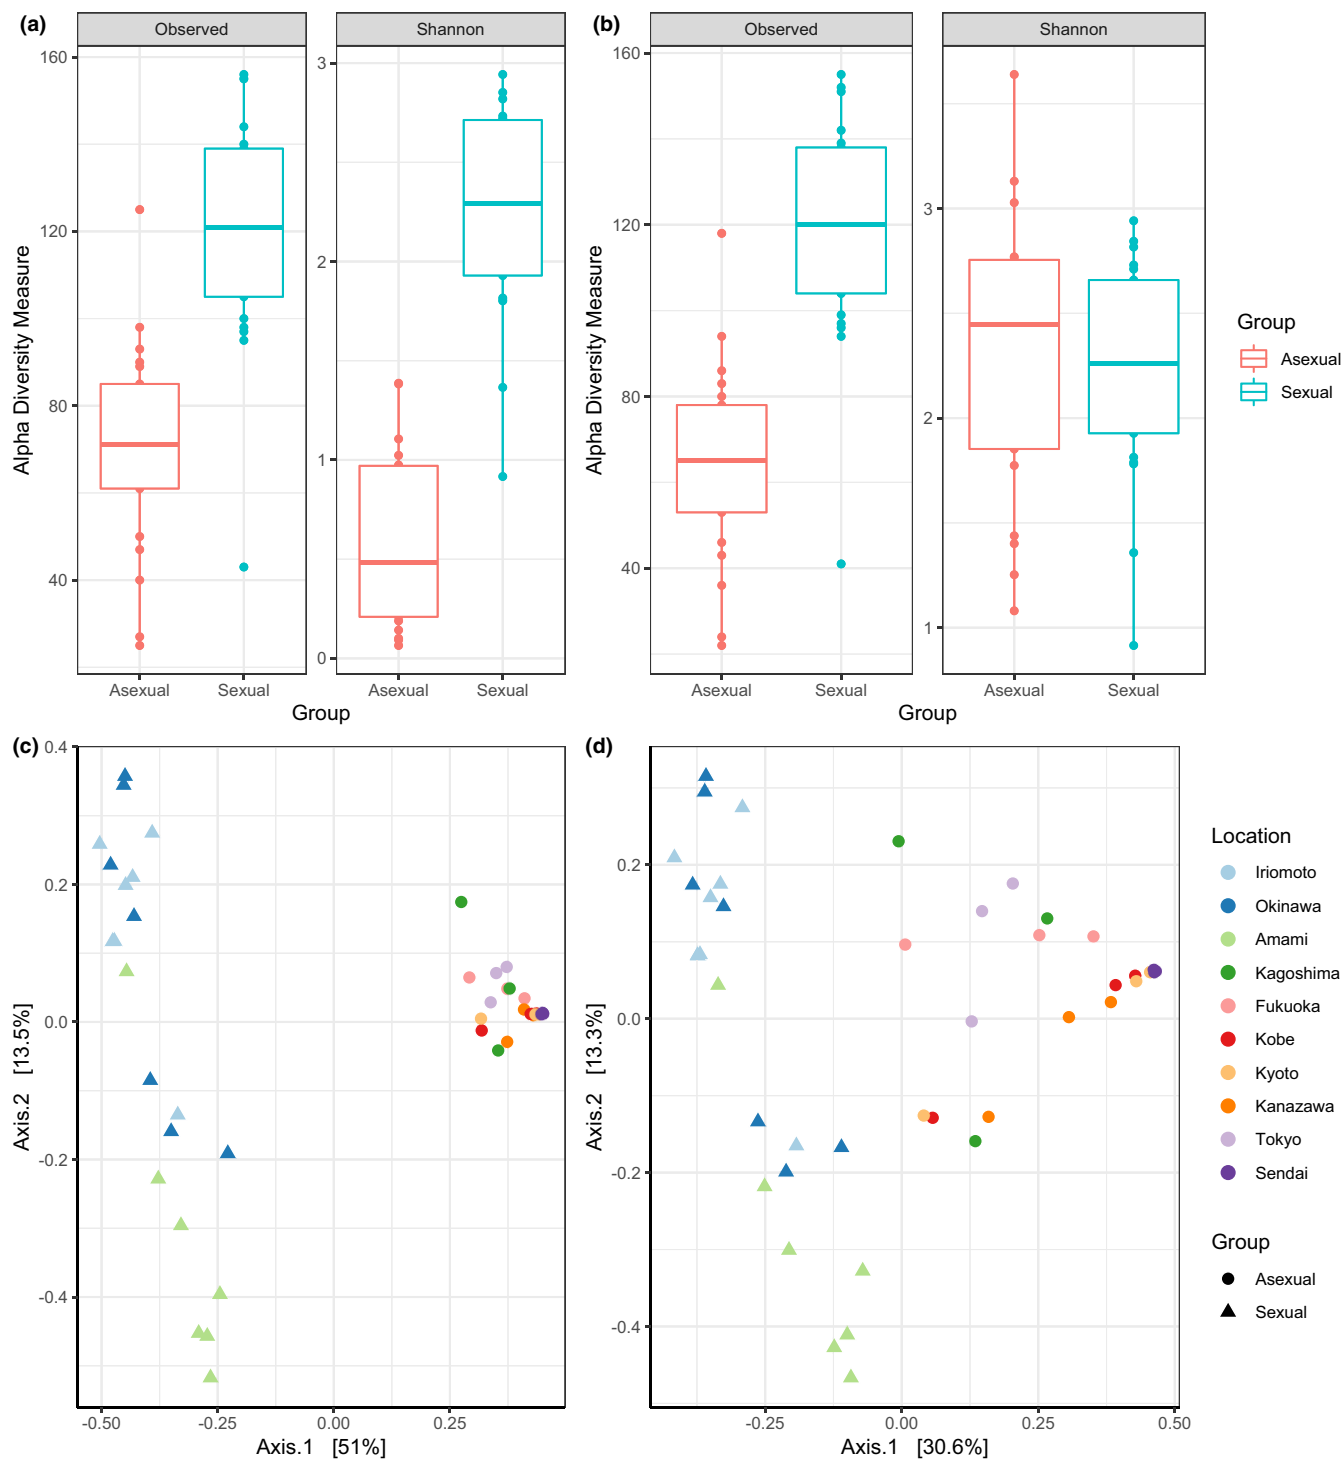 (a)
Observed
Shannon
160
120
80
40
3
2
1
0
Alpha Diversity Measure
Asexual
Sexual
Asexual
Sexual
Group
(b)
Observed
Shannon
160
120
80
40
3
2
1
Alpha Diversity Measure
Asexual
Sexual
Asexual
Sexual
Group
Group
Asexual
Sexual
(c)
0.4
0.2
0.0
-0.2
-0.4
Axis.2 [13.5%]
-0.50
-0.25
0.00
0.25
Axis.1 [51%]
(d)
0.2
0.0
-0.2
-0.4
Axis.2 [13.3%]
-0.25
0.00
0.25
0.50
Axis.1 [30.6%]
Location
Iriomoto
Okinawa
Amami
Kagoshima
Fukuoka
Kobe
Kyoto
Kanazawa
Tokyo
Sendai
Group
Asexual
Sexual